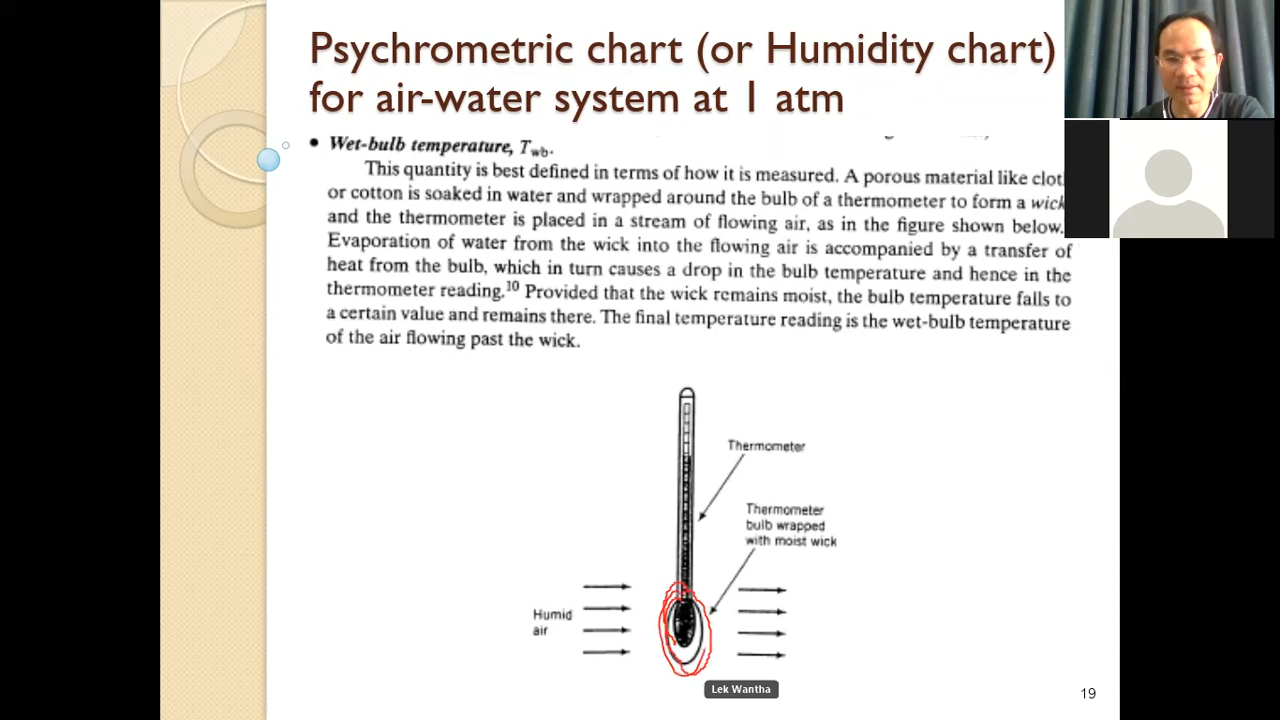 Psychrometric chart (or Humidity chart)
for air-water system at 1 atm
• Wet-bulb temperature, Twb.
This quantity is best defined in terms of how it is measured. A porous material like clot
or cotton is soaked in water and wrapped around the bulb of a thermometer to form a wick
and the thermometer is placed in a stream of flowing air, as in the figure shown below.
Evaporation of water from the wick into the flowing air is accompanied by a transfer of
heat from the bulb, which in turn causes a drop in the bulb temperature and hence in the
thermometer reading.10 Provided that the wick remains moist, the bulb temperature falls to
a certain value and remains there. The final temperature reading is the wet-bulb temperature
of the air flowing past the wick.
Thermometer
Thermometer
bulb wrapped
with moist wick
Humid
air
Lek Wantha
19